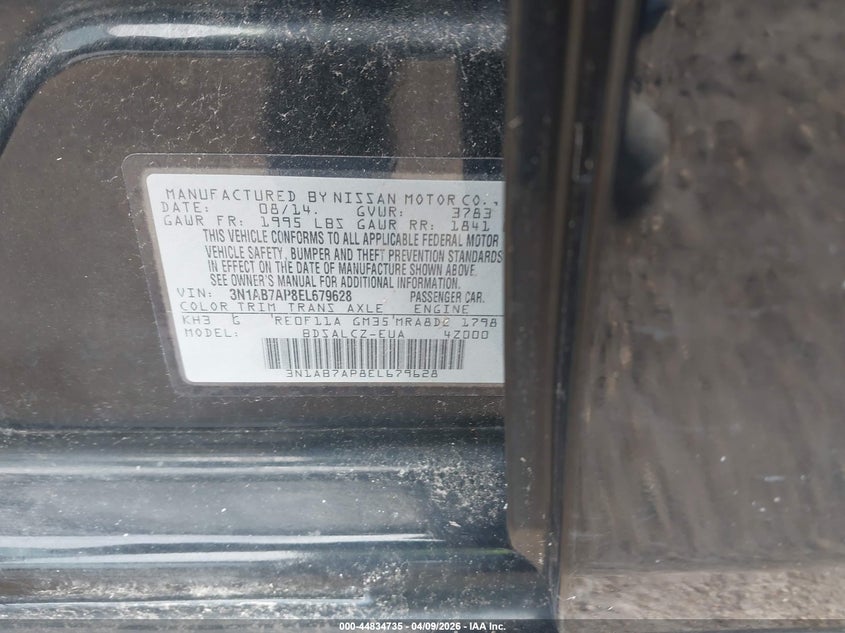 MANUFACTURED BY NISSAN MOTOR CO.,
DATE: 08/14. GVWR: 3783
GAWR FR: 1995 LBS GAWR RR: 1841
THIS VEHICLE CONFORMS TO ALL APPLICABLE FEDERAL MOTOR
VEHICLE SAFETY, BUMPER AND THEFT PREVENTION STANDARDS
IN EFFECT ON THE DATE OF MANUFACTURE SHOWN ABOVE.
SEE OWNER'S MANUAL FOR ADDITIONAL INFORMATION.
VIN: 3N1AB7AP8EL679628 PASSENGER CAR.
COLOR TRIM TRANS AXLE ENGINE
KH3 G RE0F11A GM35 MRA8DE 1798
MODEL: BDSALCZ-EUA 42000
3N1AB7AP8EL679628
000-44834735 - 04/09/2026 - IAA Inc.